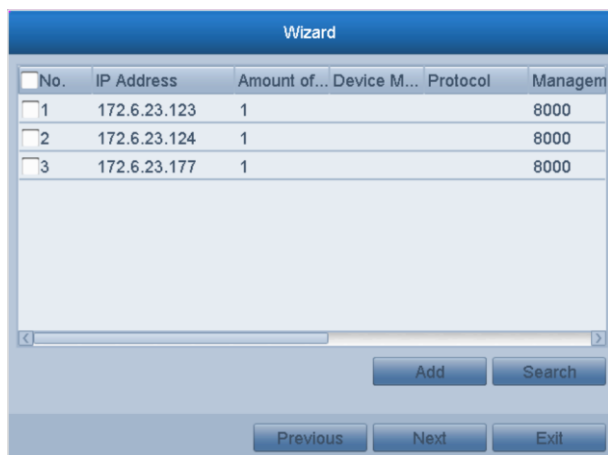 Wizard
No. IP Address Amount of... Device M... Protocol Managem
1 172.6.23.123 1 8000
2 172.6.23.124 1 8000
3 172.6.23.177 1 8000
Add Search
Previous Next Exit